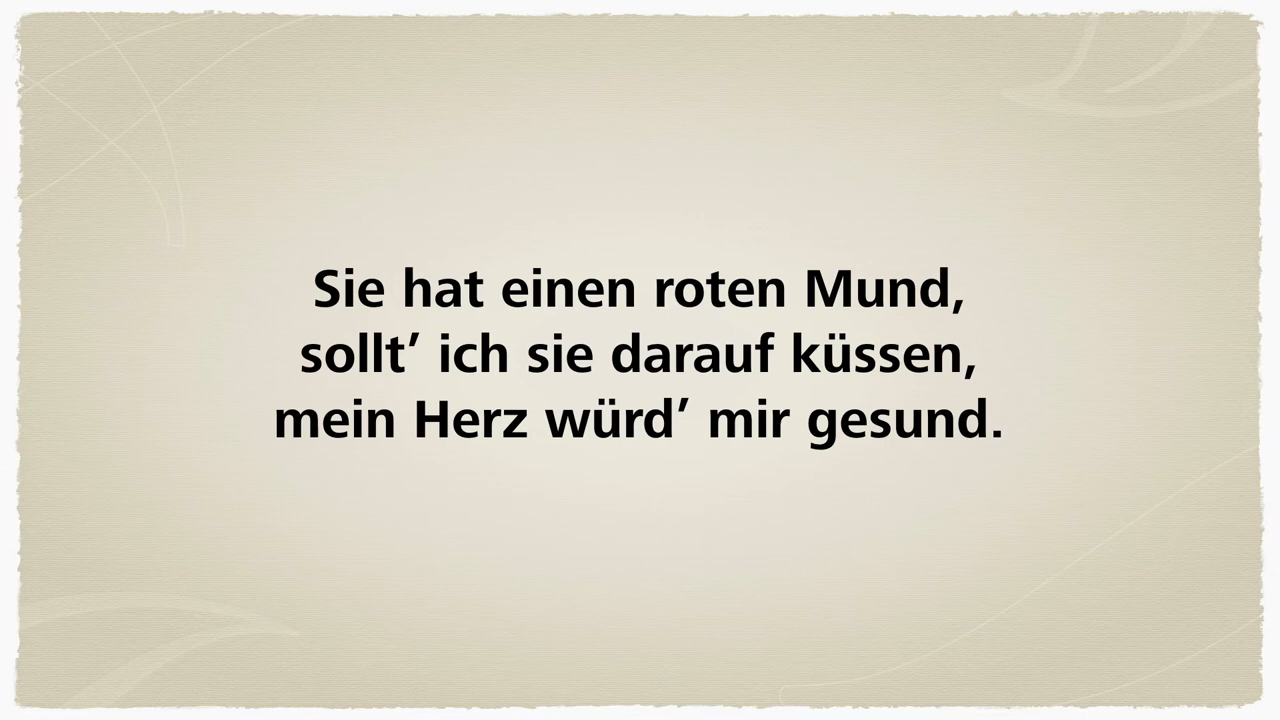 Sie hat einen roten Mund,
sollt’ ich sie darauf küssen,
mein Herz würd’ mir gesund.